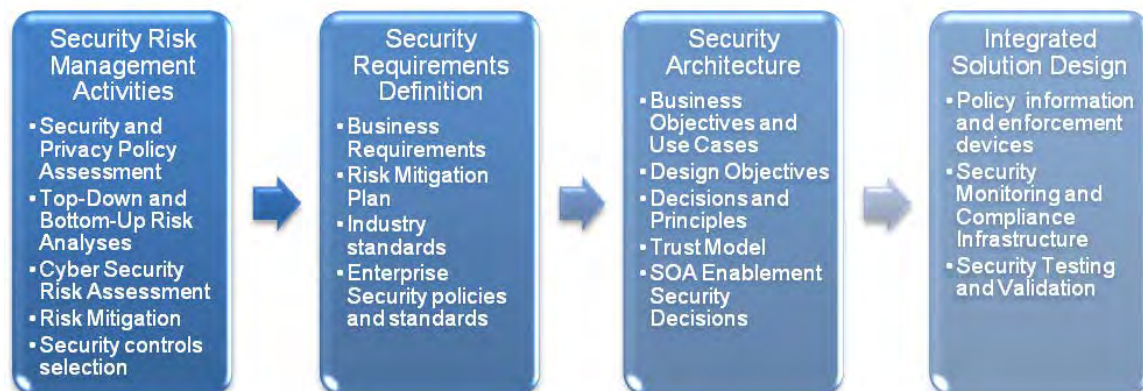 Security Risk
Management
Activities
▪Security and
Privacy Policy
Assessment
▪Top-Down and
Bottom-Up Risk
Analyses
▪Cyber Security
Risk Assessment
▪Risk Mitigation
▪Security controls
selection
Security
Requirements
Definition
▪Business
Requirements
▪Risk Mitigation
Plan
▪Industry
standards
▪Enterprise
Security policies
and standards
Security
Architecture
▪Business
Objectives and
Use Cases
▪Design Objectives
▪Decisions and
Principles
▪Trust Model
▪SOA Enablement
Security
Decisions
Integrated
Solution Design
▪Policy information
and enforcement
devices
▪Security
Monitoring and
Compliance
Infrastructure
▪Security Testing
and Validation